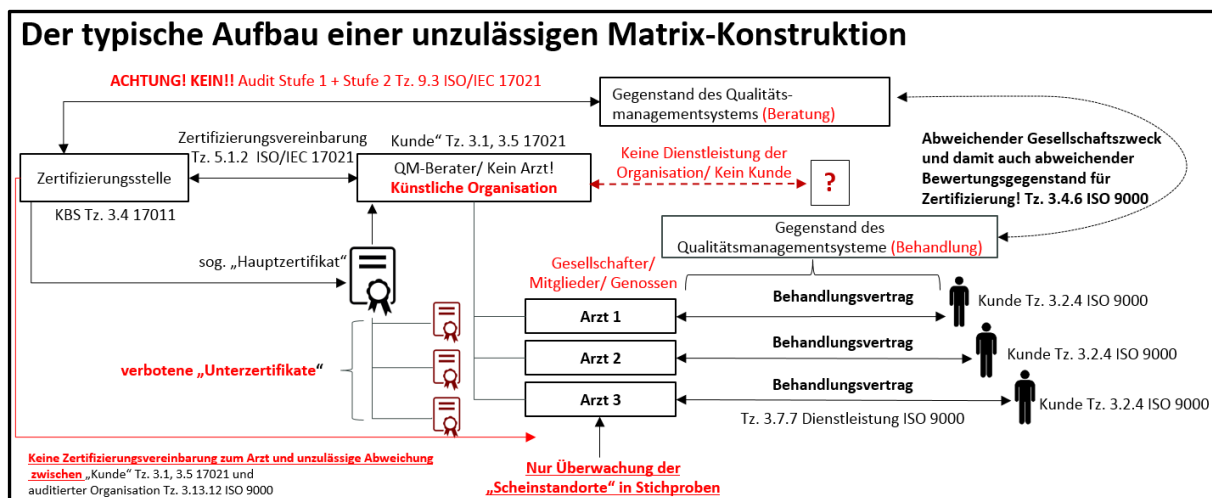 Der typische Aufbau einer unzulässigen Matrix-Konstruktion
ACHTUNG! KEIN!! Audit Stufe 1 + Stufe 2 Tz. 9.3 ISO/IEC 17021
Gegenstand des Qualitäts-
managementsystems (Beratung)
Zertifizierungsvereinbarung
Tz. 5.1.2 ISO/IEC 17021
Kunde“ Tz. 3.1, 3.5 17021
Zertifizierungsstelle
QM-Berater/ Kein Arzt!
Künstliche Organisation
Keine Dienstleistung der
Organisation/ Kein Kunde
?
Abweichender Gesellschaftszweck
und damit auch abweichender
Bewertungsgegenstand für
Zertifizierung! Tz. 3.4.6 ISO 9000
KBS Tz. 3.4 17011
Gegenstand des
Qualitätsmanagementsysteme (Behandlung)
sog. „Hauptzertifikat“
Gesellschafter/
Mitglieder/ Genossen
Arzt 1
Behandlungsvertrag
Kunde Tz. 3.2.4 ISO 9000
Arzt 2
Behandlungsvertrag
Kunde Tz. 3.2.4 ISO 9000
verbotene „Unterzertifikate“
Arzt 3
Behandlungsvertrag
Kunde Tz. 3.2.4 ISO 9000
Tz. 3.7.7 Dienstleistung ISO 9000
Keine Zertifizierungsvereinbarung zum Arzt und unzulässige Abweichung
zwischen „Kunde“ Tz. 3.1, 3.5 17021 und
auditierter Organisation Tz. 3.13.12 ISO 9000
Nur Überwachung der
„Scheinstandorte“ in Stichproben